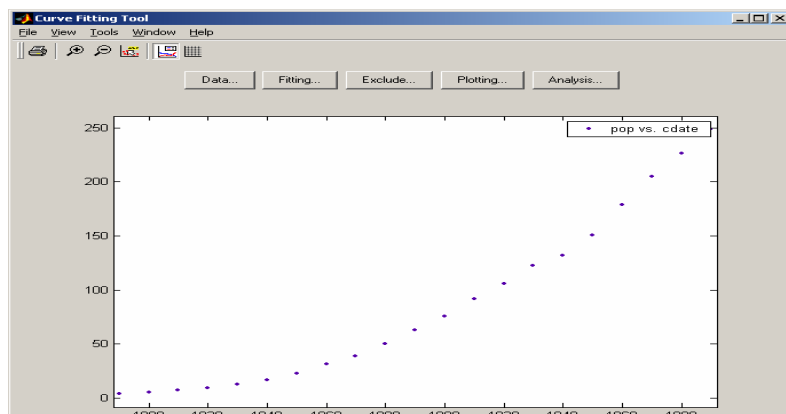 Curve Fitting Tool
File View Tools Window Help
Data... Fitting... Exclude... Plotting... Analysis...
pop vs. cdate
250
200
150
100
50
0